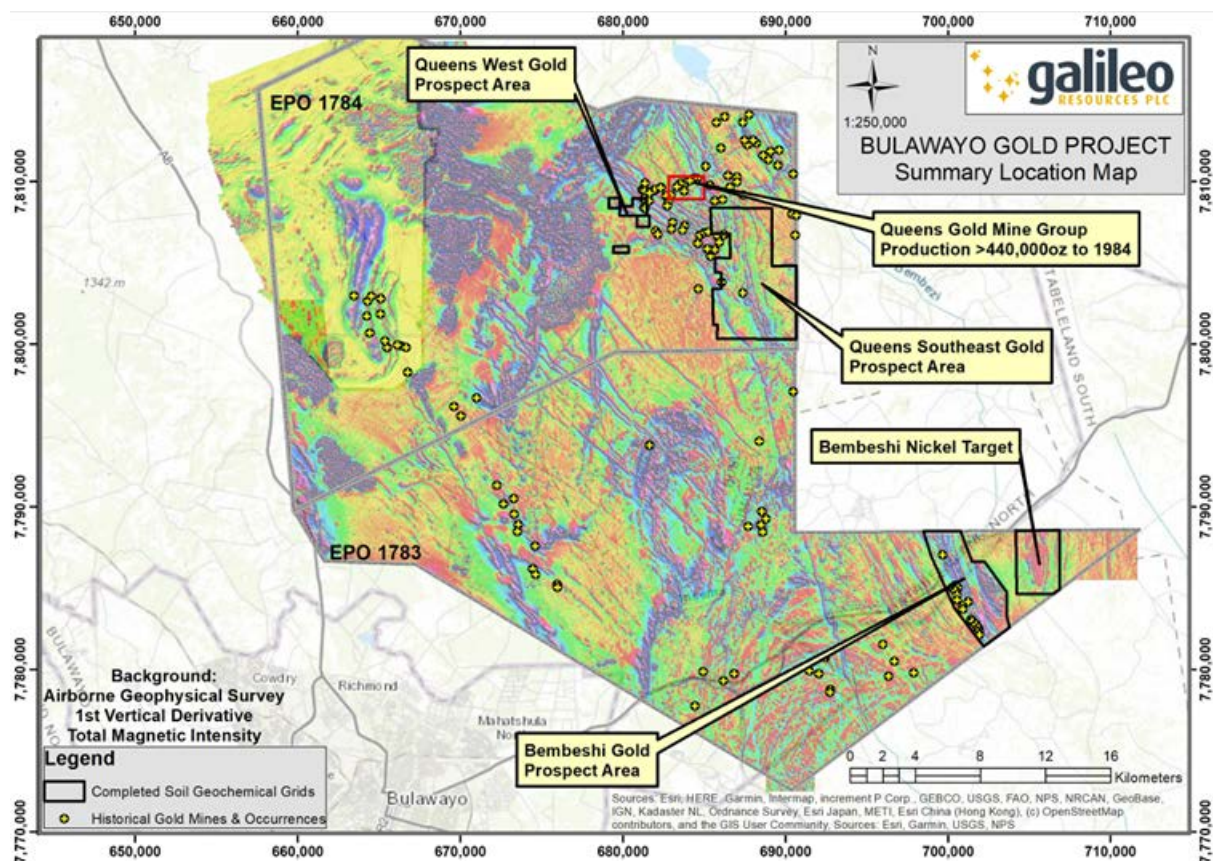 650,000 660,000 670,000 680,000 690,000 700,000 710,000
7,810,000
7,800,000
7,790,000
7,780,000
7,770,000
N
1:250,000
galileo
RESOURCES PLC
BULAWAYO GOLD PROJECT
Summary Location Map
Queens West Gold
Prospect Area
EPO 1784
A8
1342 m
Queens Gold Mine Group
Production >440,000oz to 1984
Bembezi
TABELELAND SOUTH
Queens Southeast Gold
Prospect Area
Bembeshi Nickel Target
NORTH
EPO 1783
BULAWAYO
Cowdry
Richmond
Mahatshula
Bulawayo
Bembeshi Gold
Prospect Area
Background:
Airborne Geophysical Survey
1st Vertical Derivative
Total Magnetic Intensity
Legend
Completed Soil Geochemical Grids
Historical Gold Mines & Occurrences
0 1 2 3 4 8 12 16
Kilometers
Sources: Esri, HERE, Garmin, Intermap, increment P Corp., GEBCO, USGS, FAO, NPS, NRCAN, GeoBase,
IGN, Kadaster NL, Ordnance Survey, Esri Japan, METI, Esri China (Hong Kong), (c) OpenStreetMap
contributors, and the GIS User Community, Sources: Esri, Garmin, USGS, NPS
7,810,000
7,800,000
7,790,000
7,780,000
7,770,000
650,000 660,000 670,000 680,000 690,000 700,000 710,000